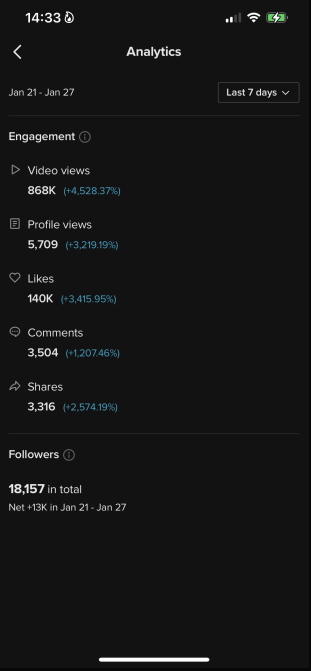 14:33
Analytics
Jan 21 - Jan 27
Last 7 days
Engagement
Video views
868K (+4,528.37%)
Profile views
5,709 (+3,219.19%)
Likes
140K (+3,415.95%)
Comments
3,504 (+1,207.46%)
Shares
3,316 (+2,574.19%)
Followers
18,157 in total
Net +13K in Jan 21 - Jan 27